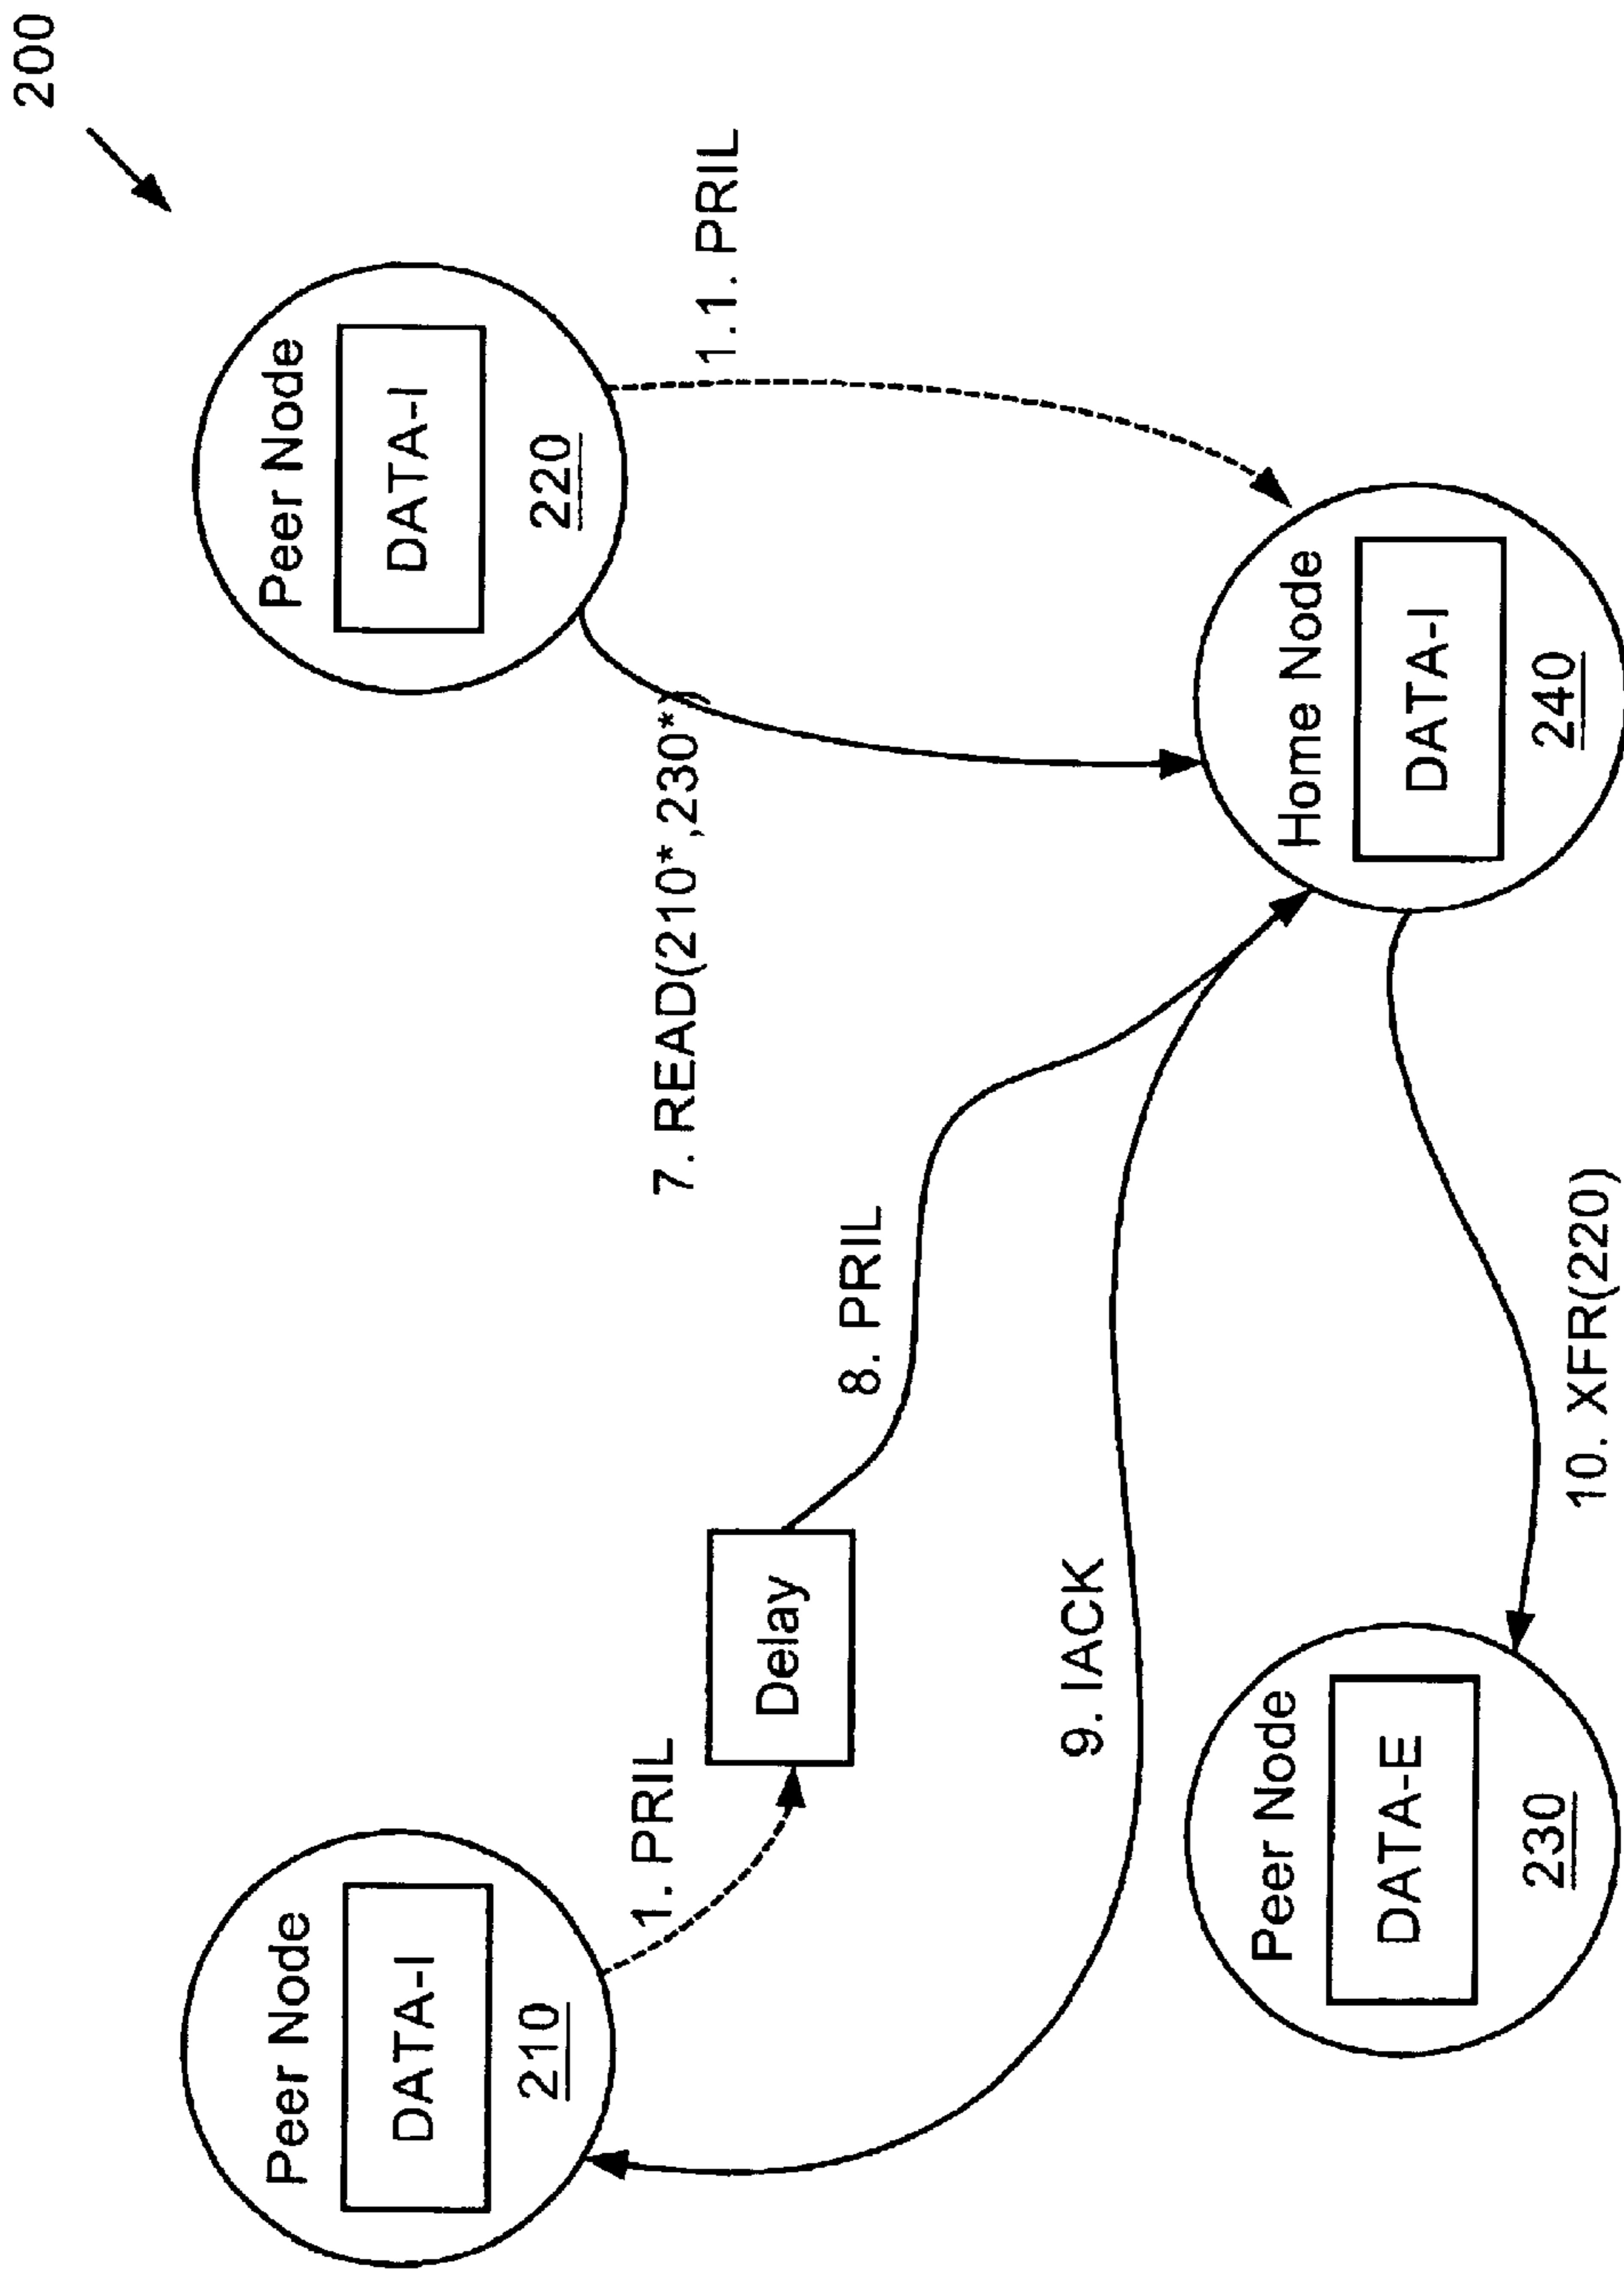 200
Peer Node
DATA-I
210
Peer Node
DATA-I
220
1. PRIL
Delay
1.1. PRIL
7. READ(210*,230*)
8. PRIL
9. IACK
Peer Node
DATA-E
230
Home Node
DATA-I
240
10. XFR(220)